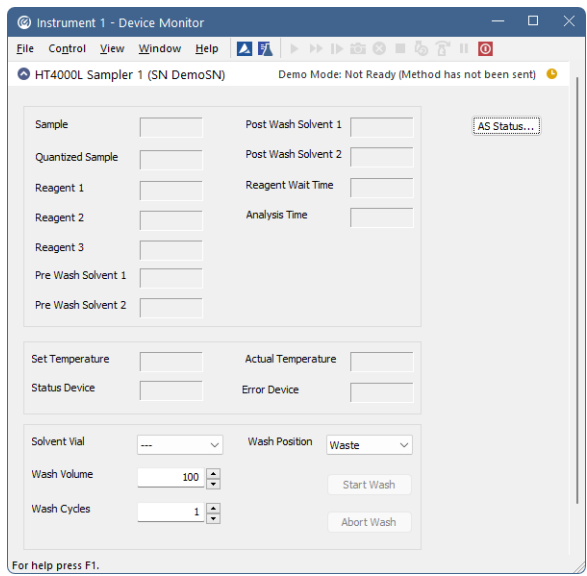 Instrument 1 - Device Monitor
File Control View Window Help
HT4000L Sampler 1 (SN DemoSN) Demo Mode: Not Ready (Method has not been sent)
Sample Post Wash Solvent 1 AS Status...
Quantized Sample Post Wash Solvent 2
Reagent 1 Reagent Wait Time
Reagent 2 Analysis Time
Reagent 3
Pre Wash Solvent 1
Pre Wash Solvent 2
Set Temperature Actual Temperature
Status Device Error Device
Solvent Vial --- Wash Position Waste
Wash Volume 100 Start Wash
Wash Cycles 1 Abort Wash
For help press F1.